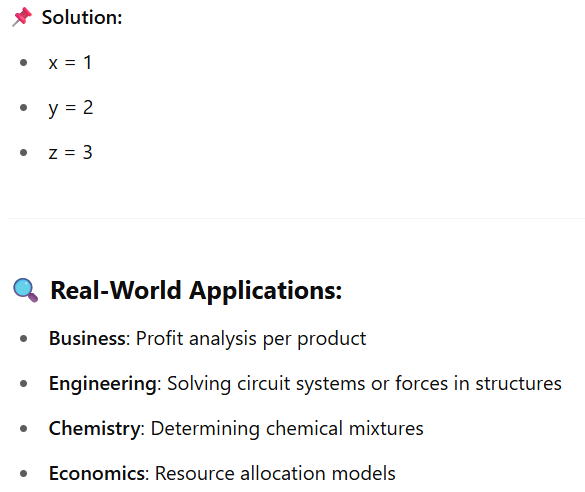 📌 Solution:
• x = 1
• y = 2
• z = 3
🔍 Real-World Applications:
• Business: Profit analysis per product
• Engineering: Solving circuit systems or forces in structures
• Chemistry: Determining chemical mixtures
• Economics: Resource allocation models